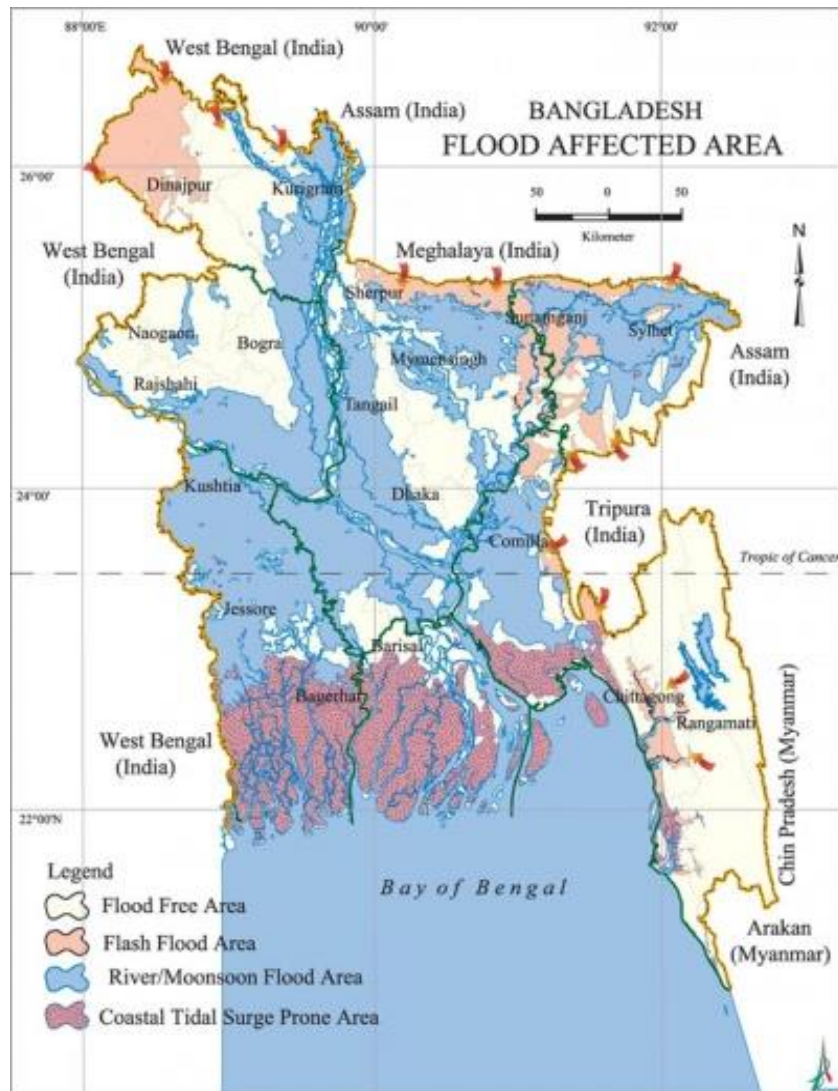 88°00'E
90°00'
92°00'
West Bengal (India)
Assam (India)
BANGLADESH
FLOOD AFFECTED AREA
26°00'
Dinajpur
Kurigram
50 0 50
Kilometer
N
West Bengal
(India)
Meghalaya (India)
Sherpur
Sunamganj
Sylhet
Naogaon
Bogra
Mymensingh
Assam
(India)
Rajshahi
Tangail
24°00'
Kushtia
Dhaka
Tripura
(India)
Comilla
Tropic of Cancer
Jessore
Barisal
Bagerhat
Chittagong
Rangamati
West Bengal
(India)
Chin Pradesh (Myanmar)
22°00'N
Bay of Bengal
Arakan
(Myanmar)
Legend
Flood Free Area
Flash Flood Area
River/Moonsoon Flood Area
Coastal Tidal Surge Prone Area